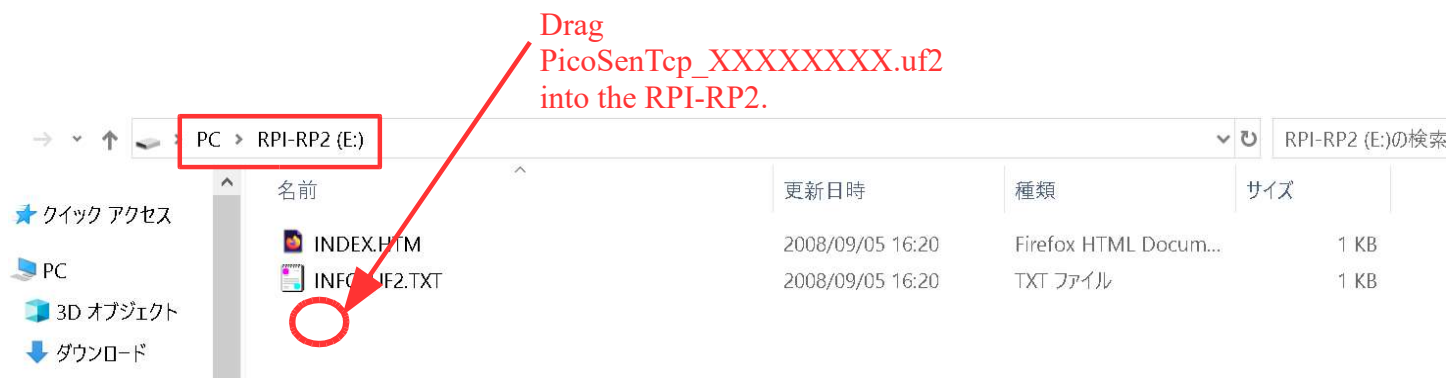 Drag
PicoSenTcp_XXXXXXXX.uf2
into the RPI-RP2.
PC > RPI-RP2 (E:)
RPI-RP2 (E:)の検索
名前 更新日時 種類 サイズ
クイック アクセス
INDEX.HTM 2008/09/05 16:20 Firefox HTML Docum... 1 KB
PC
INFO_UF2.TXT 2008/09/05 16:20 TXT ファイル 1 KB
3D オブジェクト
ダウンロード